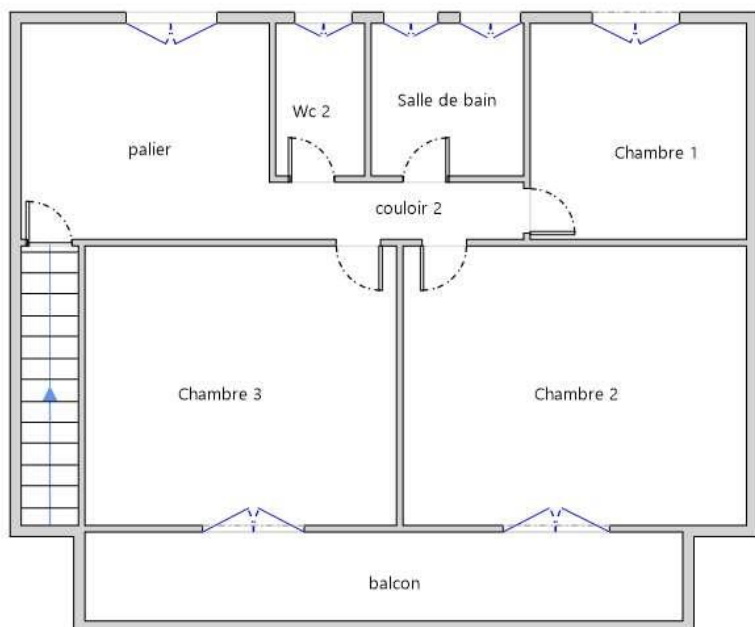 Wc 2
Salle de bain
palier
Chambre 1
couloir 2
Chambre 3
Chambre 2
balcon